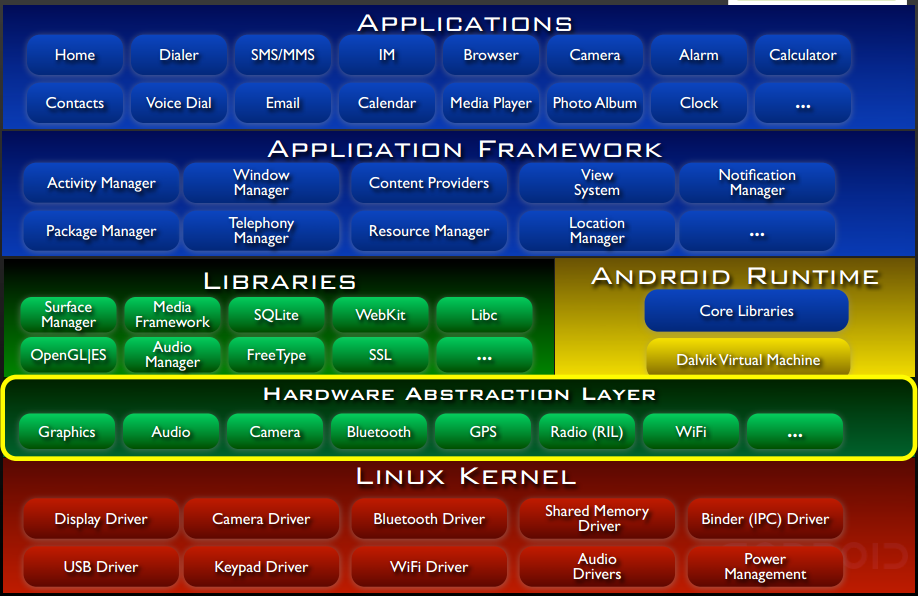 APPLICATIONS
Home Dialer SMS/MMS IM Browser Camera Alarm Calculator
Contacts Voice Dial Email Calendar Media Player Photo Album Clock ...
APPLICATION FRAMEWORK
Activity Manager Window Manager Content Providers View System Notification Manager
Package Manager Telephony Manager Resource Manager Location Manager ...
LIBRARIES
Surface Manager Media Framework SQLite WebKit Libc
OpenGL|ES Audio Manager FreeType SSL ...
ANDROID RUNTIME
Core Libraries
Dalvik Virtual Machine
HARDWARE ABSTRACTION LAYER
Graphics Audio Camera Bluetooth GPS Radio (RIL) WiFi ...
LINUX KERNEL
Display Driver Camera Driver Bluetooth Driver Shared Memory Driver Binder (IPC) Driver
USB Driver Keypad Driver WiFi Driver Audio Drivers Power Management